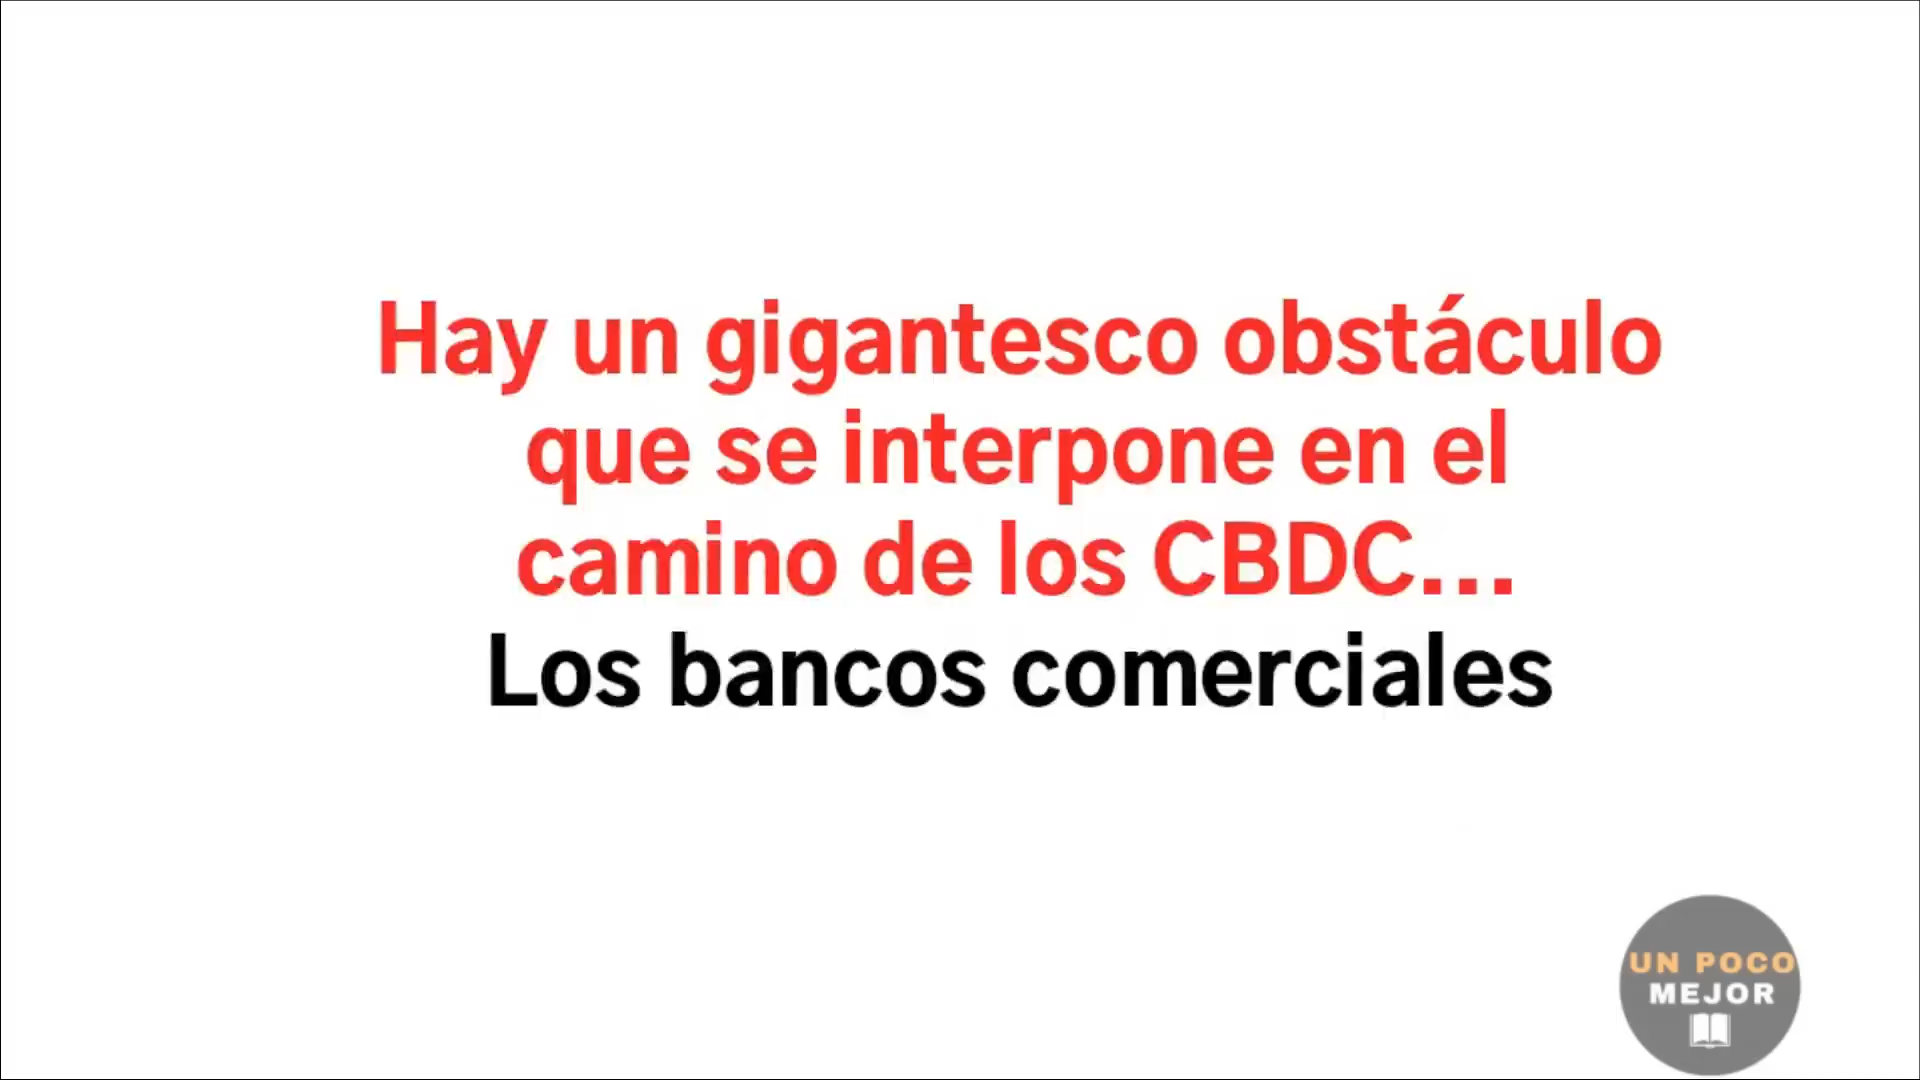 Hay un gigantesco obstáculo
que se interpone en el
camino de los CBDC...
Los bancos comerciales
UN POCO
MEJOR